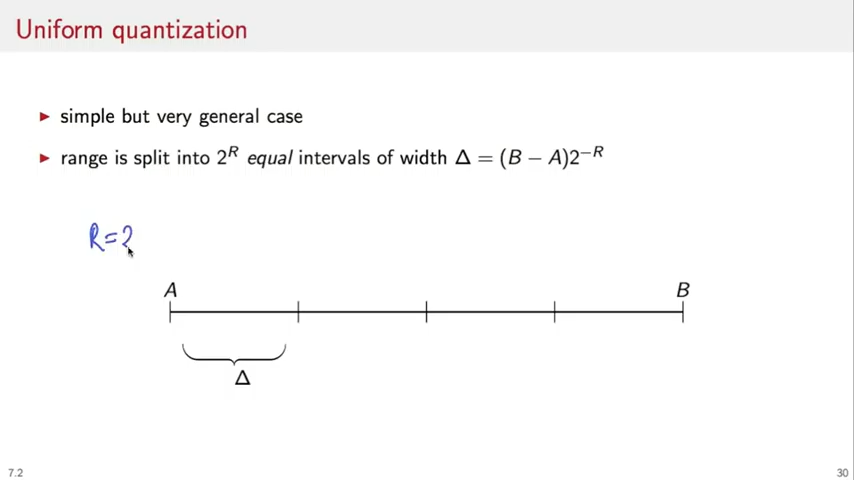 Uniform quantization
▶ simple but very general case
▶ range is split into 2^R equal intervals of width Δ = (B − A)2^−R
R=2
A B
Δ
7.2 30